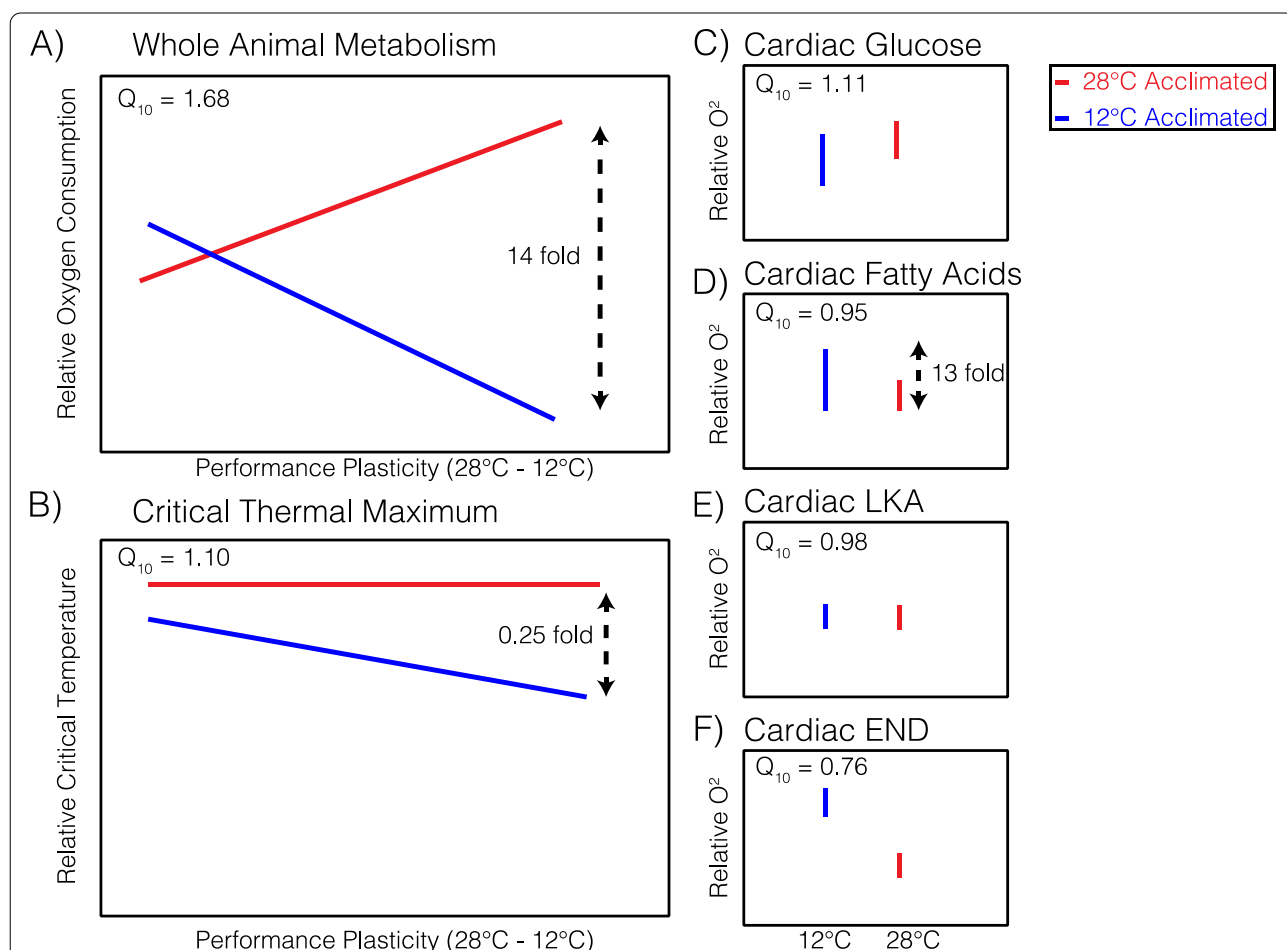 A) Whole Animal Metabolism
Q10 = 1.68
14 fold
Relative Oxygen Consumption
Performance Plasticity (28°C - 12°C)
B) Critical Thermal Maximum
Q10 = 1.10
0.25 fold
Relative Critical Temperature
Performance Plasticity (28°C - 12°C)
C) Cardiac Glucose
Q10 = 1.11
Relative O²
D) Cardiac Fatty Acids
Q10 = 0.95
13 fold
Relative O²
E) Cardiac LKA
Q10 = 0.98
Relative O²
F) Cardiac END
Q10 = 0.76
Relative O²
12°C 28°C
28°C Acclimated
12°C Acclimated